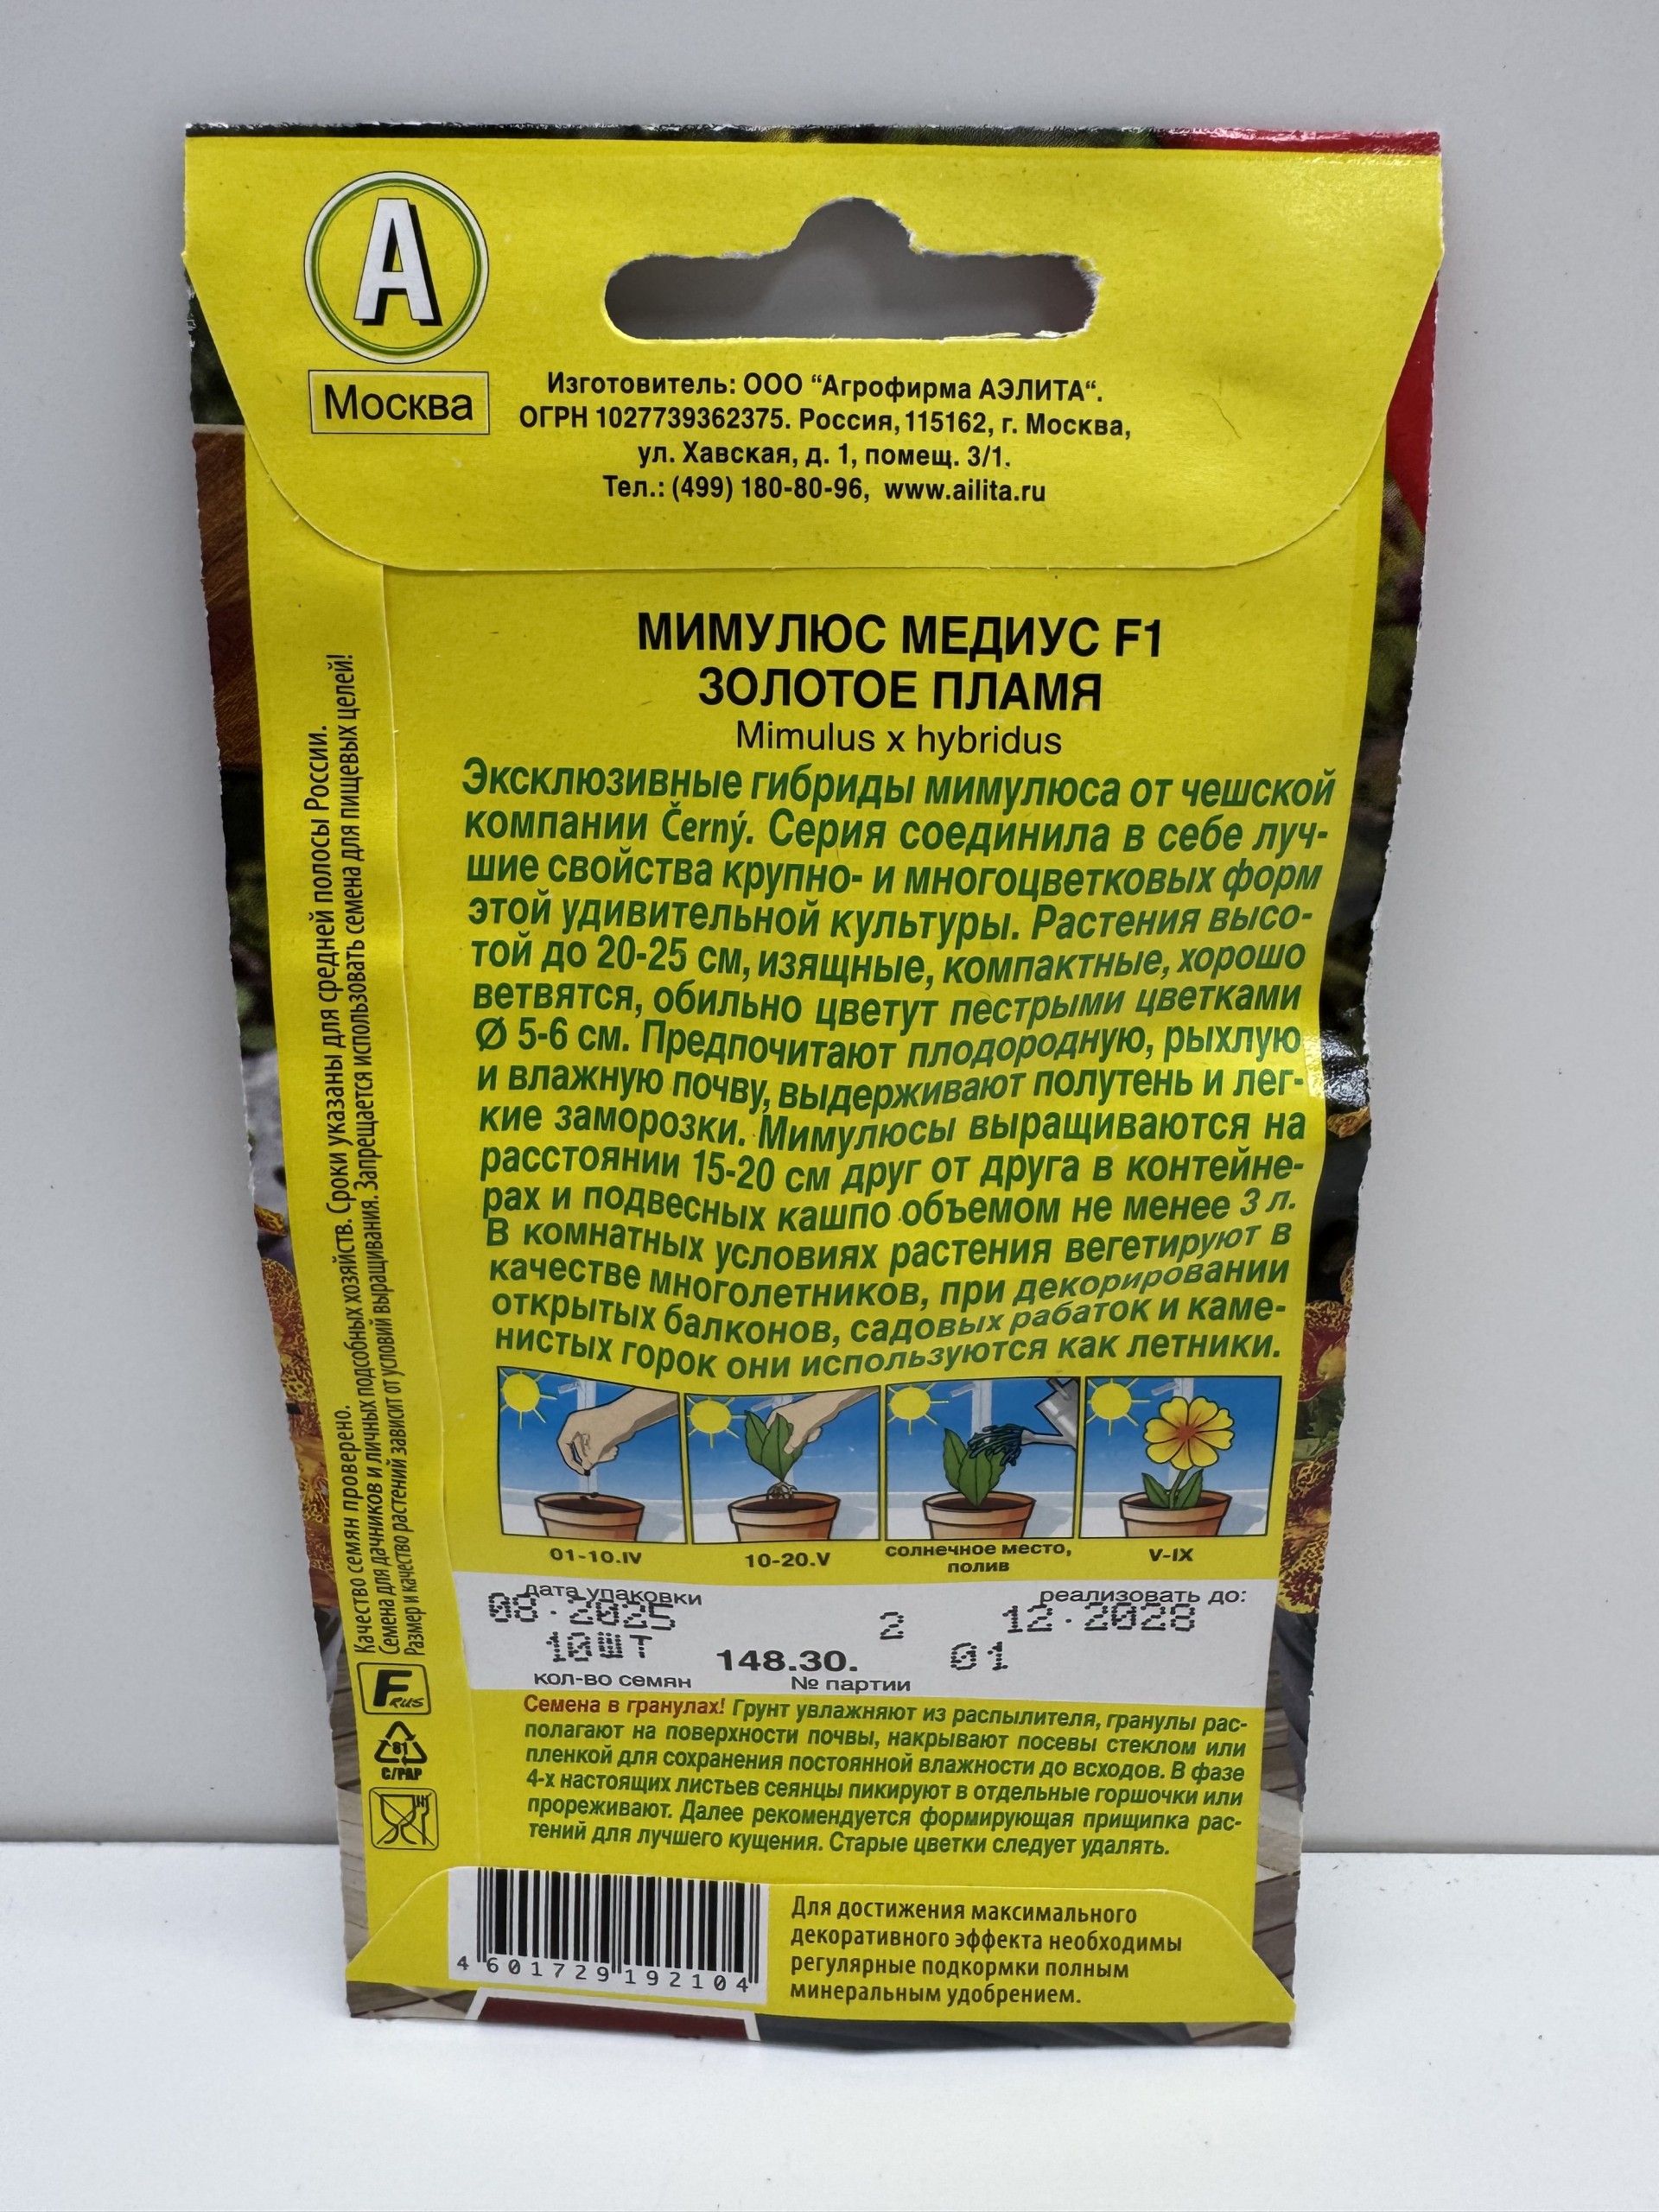 А
Москва
Изготовитель: ООО “Агрофирма АЭЛИТА“.
ОГРН 1027739362375. Россия, 115162, г. Москва,
ул. Хавская, д. 1, помещ. 3/1.
Тел.: (499) 180-80-96, www.ailita.ru
МИМУЛЮС МЕДИУС F1
ЗОЛОТОЕ ПЛАМЯ
Mimulus x hybridus
Эксклюзивные гибриды мимулюса от чешской
компании Černý. Серия соединила в себе луч-
шие свойства крупно- и многоцветковых форм
этой удивительной культуры. Растения высо-
той до 20-25 см, изящные, компактные, хорошо
ветвятся, обильно цветут пестрыми цветками
Ø 5-6 см. Предпочитают плодородную, рыхлую
и влажную почву, выдерживают полутень и лег-
кие заморозки. Мимулюсы выращиваются на
расстоянии 15-20 см друг от друга в контейне-
рах и подвесных кашпо объемом не менее 3 л.
В комнатных условиях растения вегетируют в
качестве многолетников, при декорировании
открытых балконов, садовых рабаток и каме-
нистых горок они используются как летники.
01-10.IV
10-20.V
солнечное место,
полив
V-IX
дата упаковки
реализовать до:
08.2025
2
12.2028
10шт
148.30.
01
кол-во семян
№ партии
Семена в гранулах! Грунт увлажняют из распылителя, гранулы рас-
полагают на поверхности почвы, накрывают посевы стеклом или
пленкой для сохранения постоянной влажности до всходов. В фазе
4-х настоящих листьев сеянцы пикируют в отдельные горшочки или
прореживают. Далее рекомендуется формирующая прищипка рас-
тений для лучшего кущения. Старые цветки следует удалять.
4 601729 192104
Для достижения максимального
декоративного эффекта необходимы
регулярные подкормки полным
минеральным удобрением.
Качество семян проверено.
Семена для дачников и личных подсобных хозяйств. Сроки указаны для средней полосы России.
Размер и качество растений зависит от условий выращивания. Запрещается использовать семена для пищевых целей!
F RUS
81
C/PAP